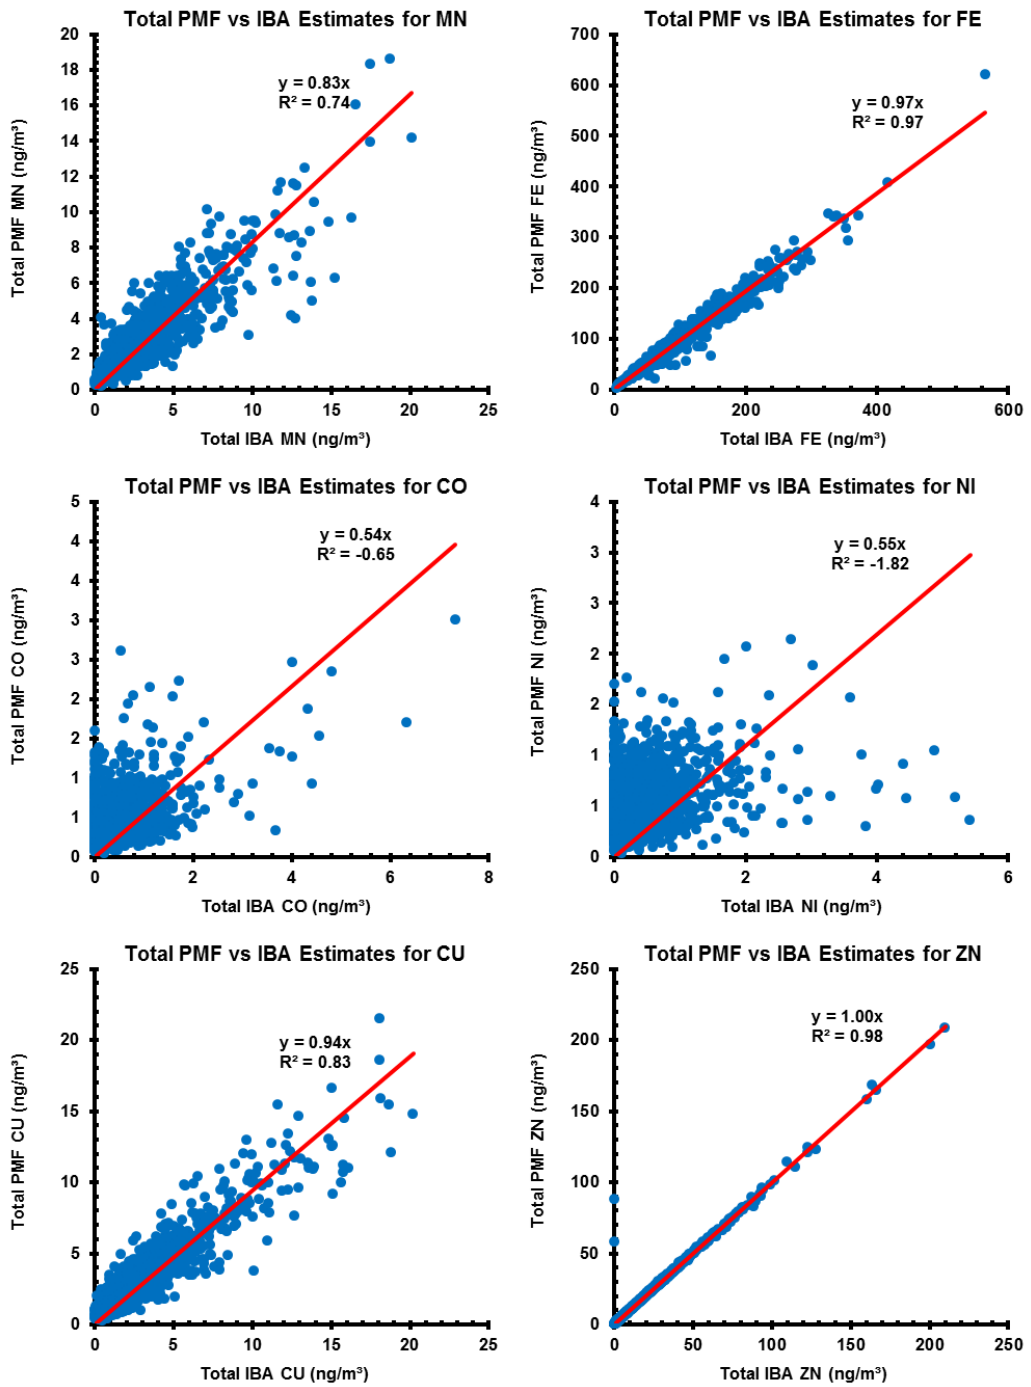 Total PMF vs IBA Estimates for MN
20
18
16
14
12
10
8
6
4
2
0
Total PMF MN (ng/m³)
y = 0.83x
R² = 0.74
0 5 10 15 20 25
Total IBA MN (ng/m³)
Total PMF vs IBA Estimates for FE
700
600
500
400
300
200
100
0
Total PMF FE (ng/m³)
y = 0.97x
R² = 0.97
0 200 400 600
Total IBA FE (ng/m³)
Total PMF vs IBA Estimates for CO
5
4
4
3
3
2
2
1
1
0
Total PMF CO (ng/m³)
y = 0.54x
R² = -0.65
0 2 4 6 8
Total IBA CO (ng/m³)
Total PMF vs IBA Estimates for NI
4
3
3
2
2
1
1
0
Total PMF NI (ng/m³)
y = 0.55x
R² = -1.82
0 2 4 6
Total IBA NI (ng/m³)
Total PMF vs IBA Estimates for CU
25
20
15
10
5
0
Total PMF CU (ng/m³)
y = 0.94x
R² = 0.83
0 5 10 15 20 25
Total IBA CU (ng/m³)
Total PMF vs IBA Estimates for ZN
250
200
150
100
50
0
Total PMF ZN (ng/m³)
y = 1.00x
R² = 0.98
0 50 100 150 200 250
Total IBA ZN (ng/m³)